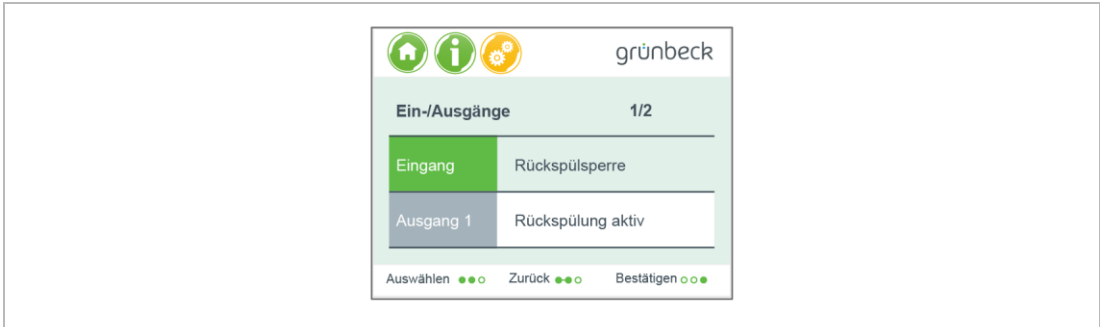 grünbeck
Ein-/Ausgänge 1/2
Eingang Rückspülsperre
Ausgang 1 Rückspülung aktiv
Auswählen Zurück Bestätigen